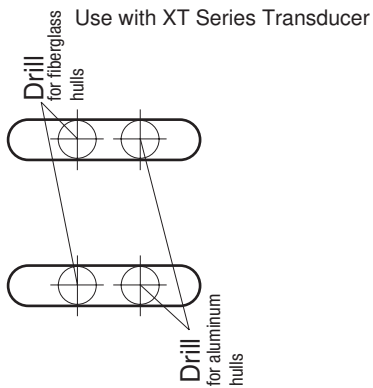 Use with XT Series Transducer
Drill
for fiberglass
hulls
Drill
for aluminum
hulls